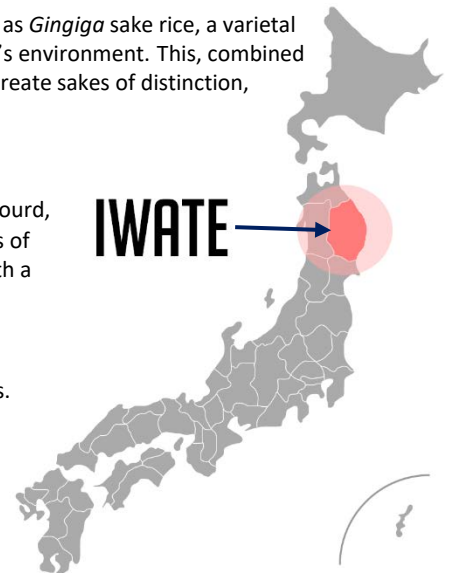 as Gingiga sake rice, a varietal
’s environment. This, combined
reate sakes of distinction,
ourd,
s of
th a
s.
IWATE